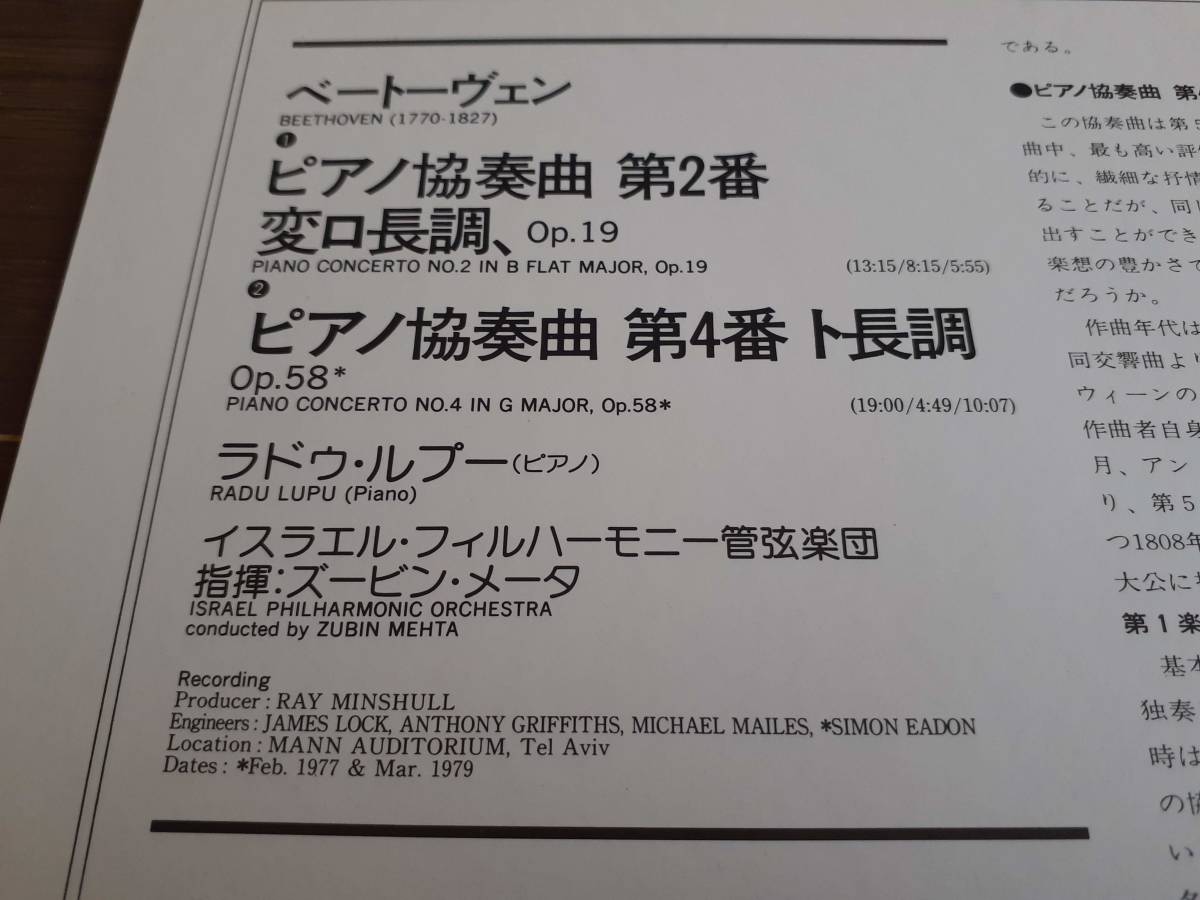 ベートーヴェン
BEETHOVEN (1770-1827)
❶
ピアノ協奏曲 第2番
変ロ長調、Op.19
PIANO CONCERTO NO.2 IN B FLAT MAJOR, Op.19 (13:15/8:15/5:55)
❷
ピアノ協奏曲 第4番 ト長調
Op.58*
PIANO CONCERTO NO.4 IN G MAJOR, Op.58* (19:00/4:49/10:07)
ラドゥ・ルプー(ピアノ)
RADU LUPU (Piano)
イスラエル・フィルハーモニー管弦楽団
指揮:ズービン・メータ
ISRAEL PHILHARMONIC ORCHESTRA
conducted by ZUBIN MEHTA
Recording
Producer : RAY MINSHULL
Engineers : JAMES LOCK, ANTHONY GRIFFITHS, MICHAEL MAILES, *SIMON EADON
Location : MANN AUDITORIUM, Tel Aviv
Dates : *Feb. 1977 & Mar. 1979
である。
●ピアノ協奏曲 第
この協奏曲は第5
曲中、最も高い評
的に、繊細な抒情
ることだが、同じ
出すことができ
楽想の豊かさで
だろうか。
作曲年代は
同交響曲より
ウィーンの
作曲者自身
月、アン
り、第5
つ1808年
大公に
第1楽
基本
独奏
時は
の協
い